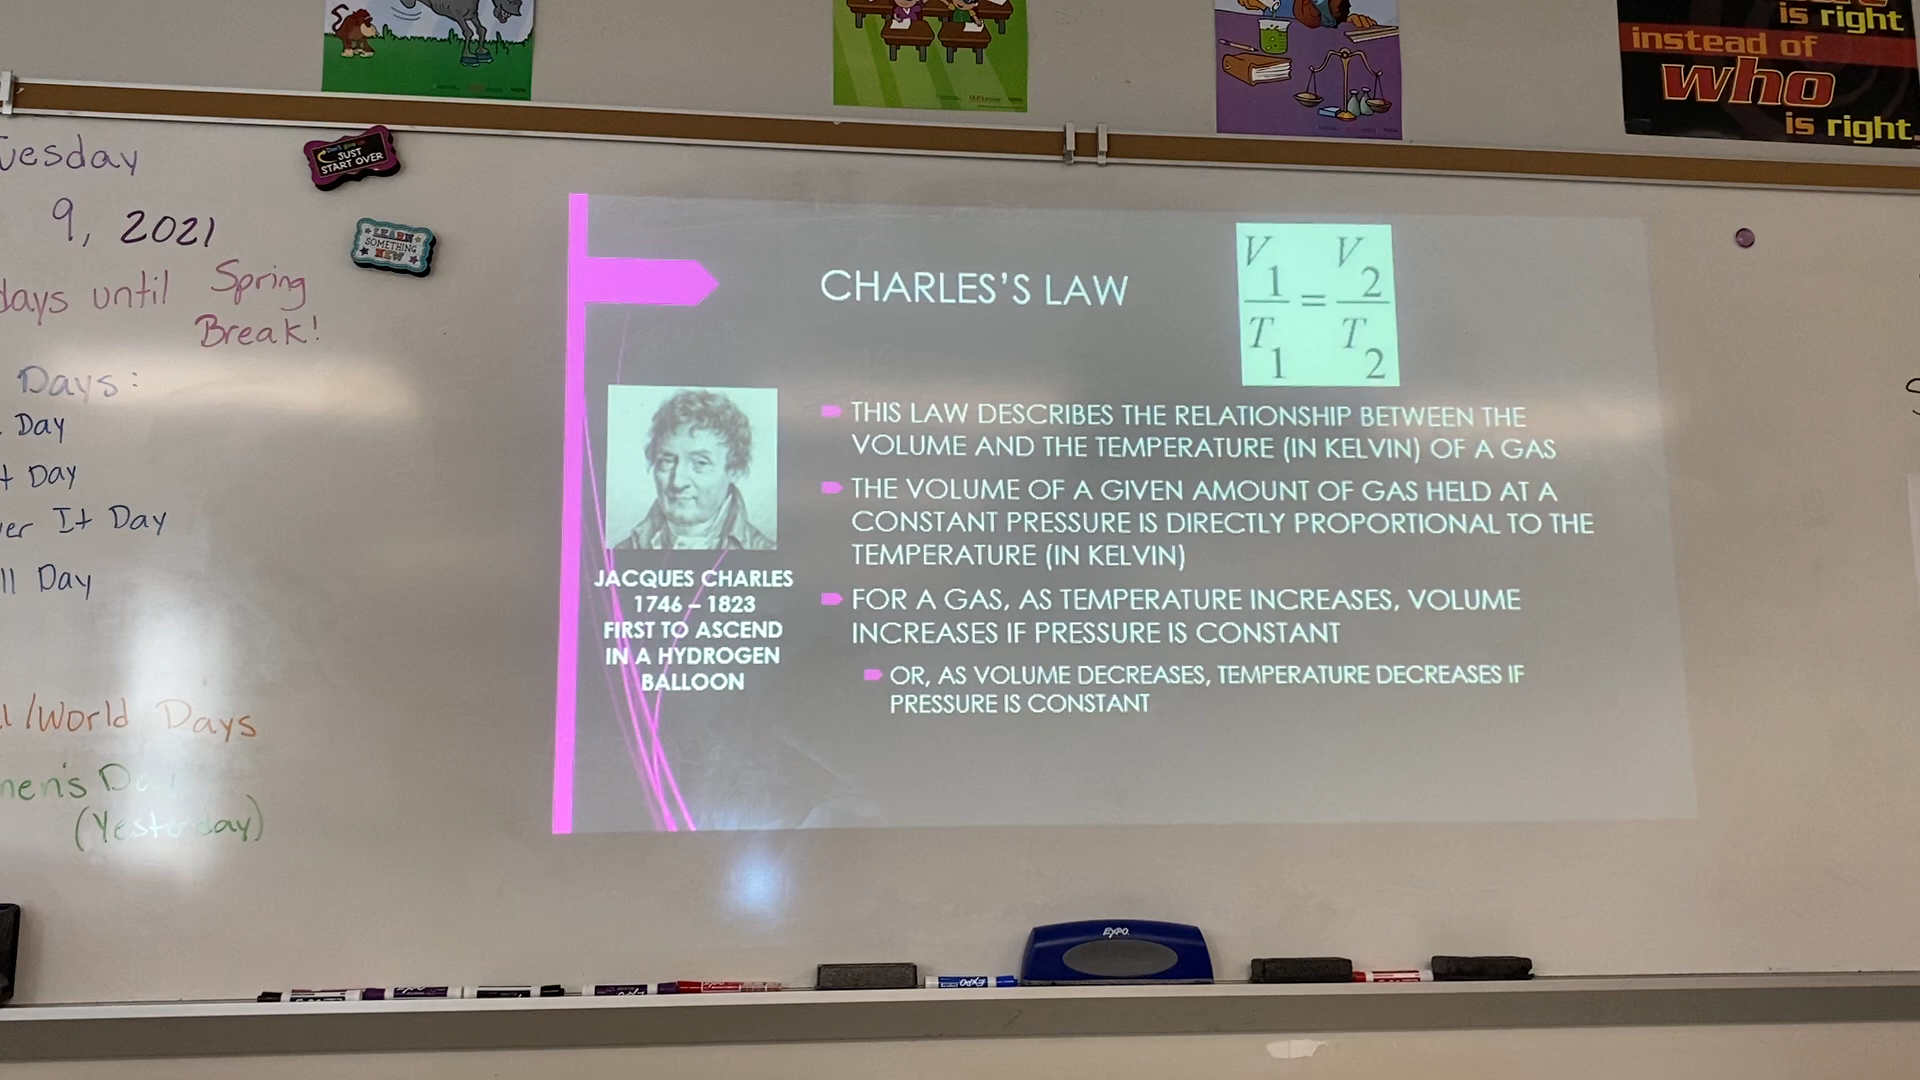 is right
instead of
who
is right.
uesday
9, 2021
days until Spring
Break!
Days:
Day
Day
It Day
Day
/World Days
(Yesterday)
JUST
START OVER
LEARN
SOMETHING
NEW
CHARLES'S LAW
V1/T1 = V2/T2
JACQUES CHARLES
1746 – 1823
FIRST TO ASCEND
IN A HYDROGEN
BALLOON
THIS LAW DESCRIBES THE RELATIONSHIP BETWEEN THE
VOLUME AND THE TEMPERATURE (IN KELVIN) OF A GAS
THE VOLUME OF A GIVEN AMOUNT OF GAS HELD AT A
CONSTANT PRESSURE IS DIRECTLY PROPORTIONAL TO THE
TEMPERATURE (IN KELVIN)
FOR A GAS, AS TEMPERATURE INCREASES, VOLUME
INCREASES IF PRESSURE IS CONSTANT
OR, AS VOLUME DECREASES, TEMPERATURE DECREASES IF
PRESSURE IS CONSTANT
EXPO
EXPO